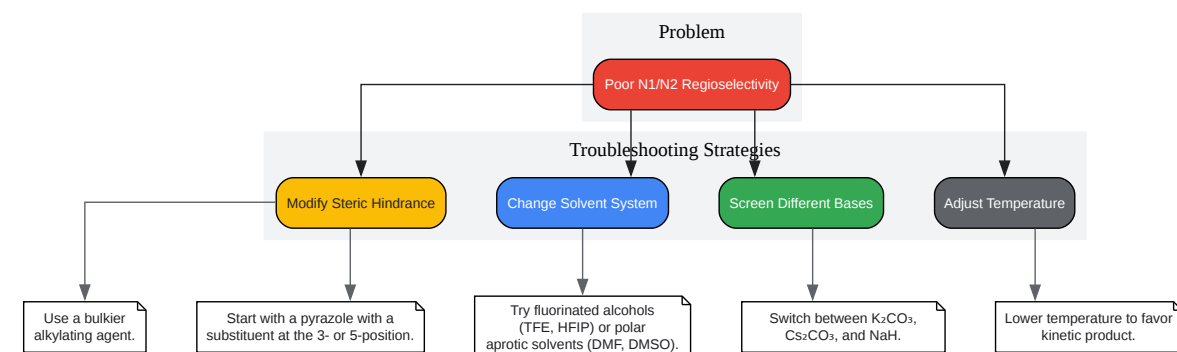 Problem
Poor N1/N2 Regioselectivity
Troubleshooting Strategies
Modify Steric Hindrance
Change Solvent System
Screen Different Bases
Adjust Temperature
Use a bulkier
alkylating agent.
Start with a pyrazole with a
substituent at the 3- or 5-position.
Try fluorinated alcohols
(TFE, HFIP) or polar
aprotic solvents (DMF, DMSO).
Switch between K₂CO₃,
Cs₂CO₃, and NaH.
Lower temperature to favor
kinetic product.